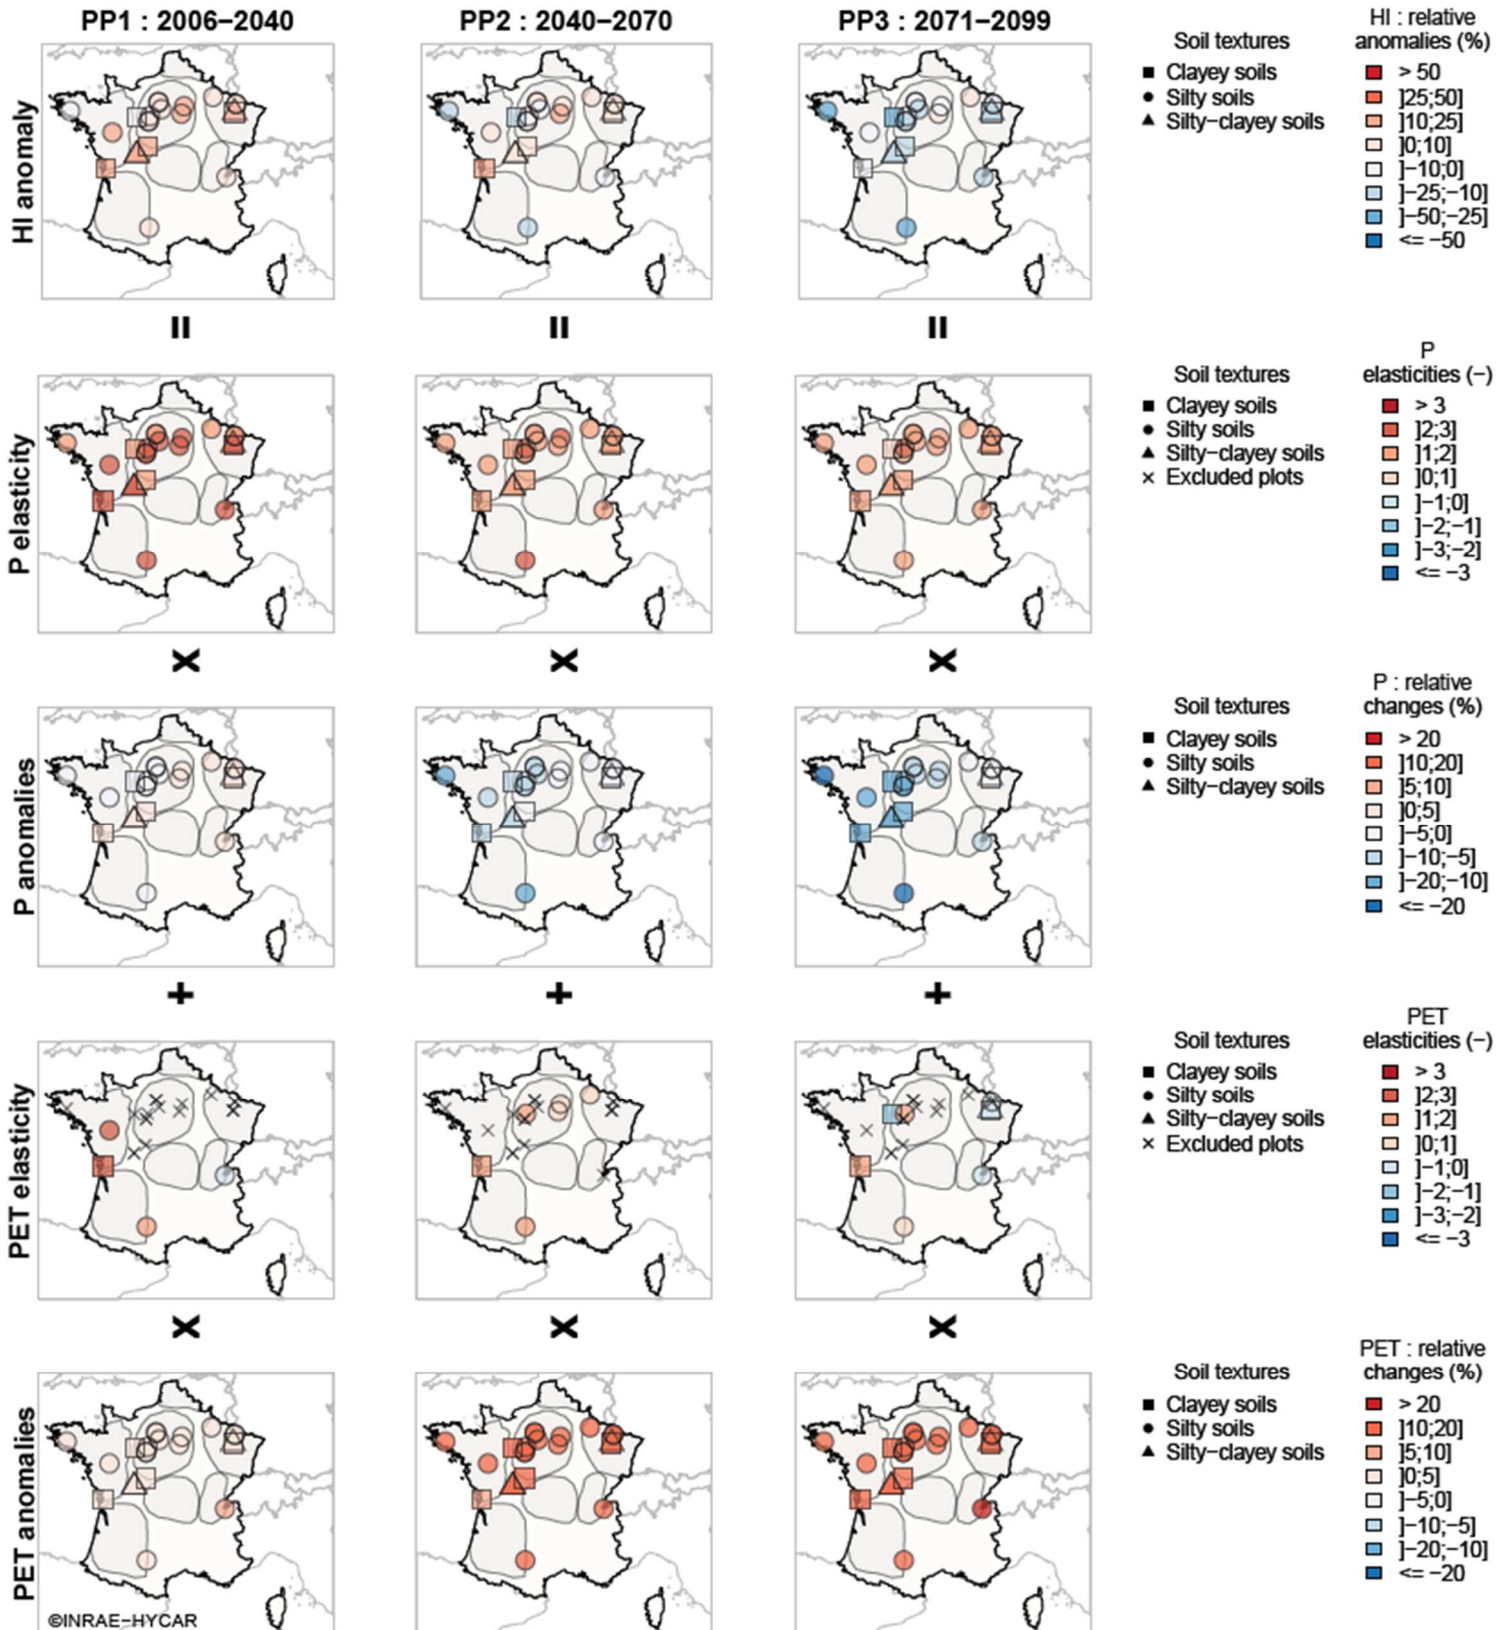 PP1 : 2006−2040
PP2 : 2040−2070
PP3 : 2071−2099
HI anomaly
Soil textures
Clayey soils
Silty soils
Silty−clayey soils
HI : relative
anomalies (%)
> 50
]25;50]
]10;25]
]0;10]
]−10;0]
]−25;−10]
]−50;−25]
<= −50
=
=
=
P elasticity
Soil textures
Clayey soils
Silty soils
Silty−clayey soils
Excluded plots
P
elasticities (−)
> 3
]2;3]
]1;2]
]0;1]
]−1;0]
]−2;−1]
]−3;−2]
<= −3
x
x
x
P anomalies
Soil textures
Clayey soils
Silty soils
Silty−clayey soils
P : relative
changes (%)
> 20
]10;20]
]5;10]
]0;5]
]−5;0]
]−10;−5]
]−20;−10]
<= −20
+
+
+
PET elasticity
Soil textures
Clayey soils
Silty soils
Silty−clayey soils
Excluded plots
PET
elasticities (−)
> 3
]2;3]
]1;2]
]0;1]
]−1;0]
]−2;−1]
]−3;−2]
<= −3
x
x
x
PET anomalies
Soil textures
Clayey soils
Silty soils
Silty−clayey soils
PET : relative
changes (%)
> 20
]10;20]
]5;10]
]0;5]
]−5;0]
]−10;−5]
]−20;−10]
<= −20
©INRAE−HYCAR